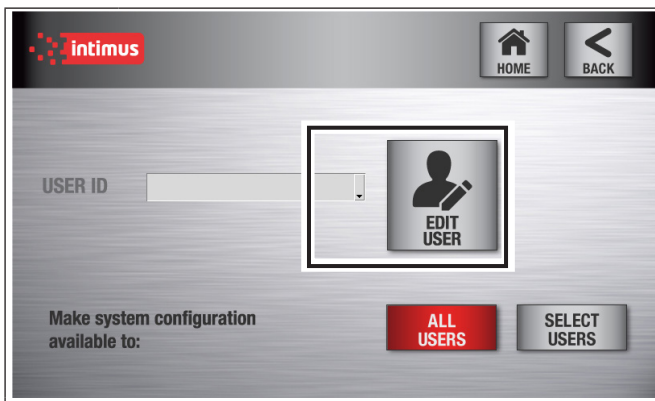 intimus
HOME
BACK
USER ID
EDIT
USER
Make system configuration
available to:
ALL
USERS
SELECT
USERS